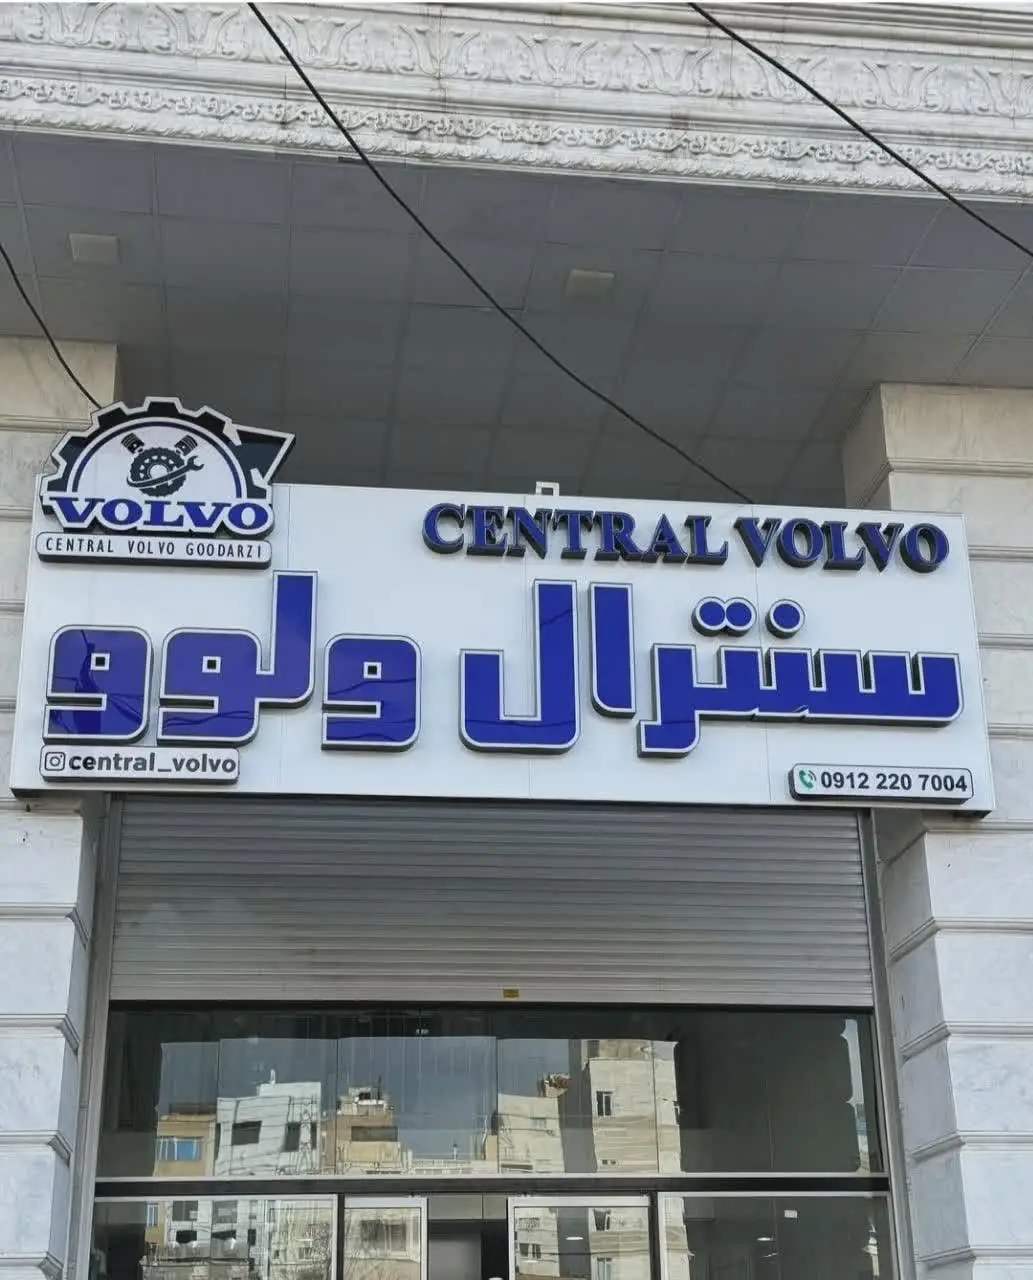 VOLVO
CENTRAL VOLVO GOODARZI
CENTRAL VOLVO
سنترال ولوو
central_volvo
0912 220 7004